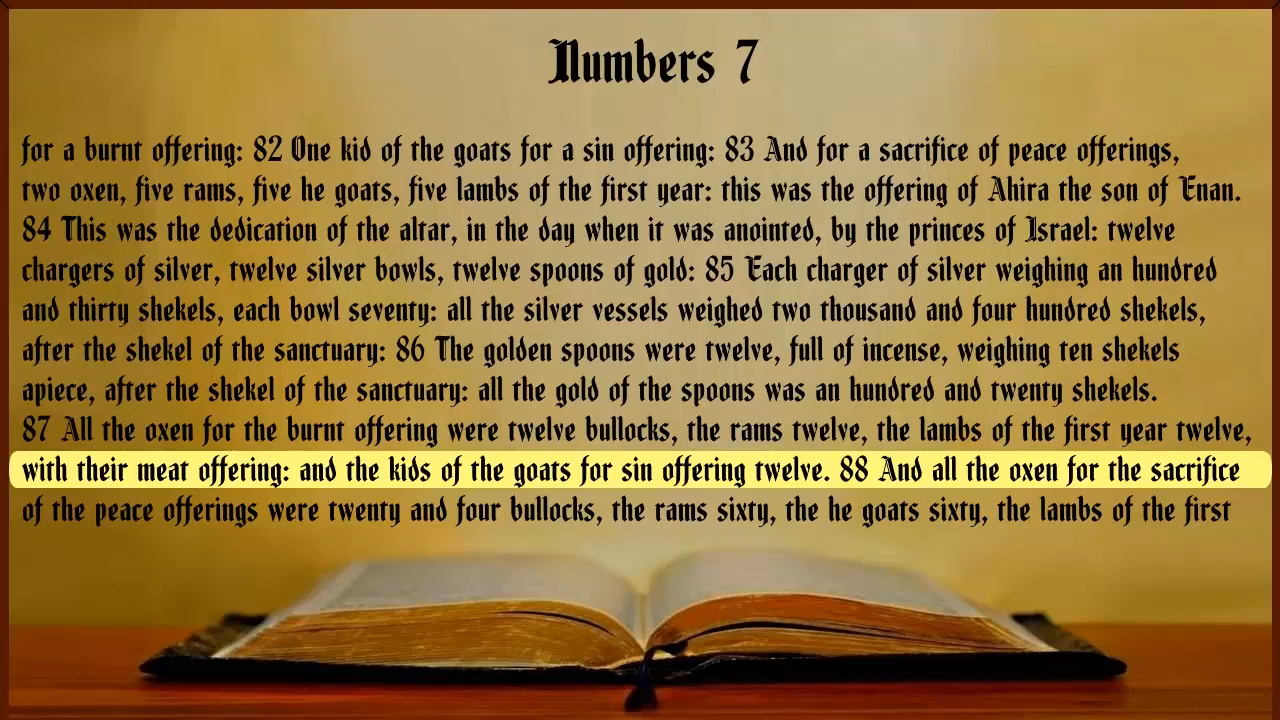 Numbers 7
for a burnt offering: 82 One kid of the goats for a sin offering: 83 And for a sacrifice of peace offerings,
two oxen, five rams, five he goats, five lambs of the first year: this was the offering of Ahira the son of Enan.
84 This was the dedication of the altar, in the day when it was anointed, by the princes of Israel: twelve
chargers of silver, twelve silver bowls, twelve spoons of gold: 85 Each charger of silver weighing an hundred
and thirty shekels, each bowl seventy: all the silver vessels weighed two thousand and four hundred shekels,
after the shekel of the sanctuary: 86 The golden spoons were twelve, full of incense, weighing ten shekels
apiece, after the shekel of the sanctuary: all the gold of the spoons was an hundred and twenty shekels.
87 All the oxen for the burnt offering were twelve bullocks, the rams twelve, the lambs of the first year twelve,
with their meat offering: and the kids of the goats for sin offering twelve. 88 And all the oxen for the sacrifice
of the peace offerings were twenty and four bullocks, the rams sixty, the he goats sixty, the lambs of the first